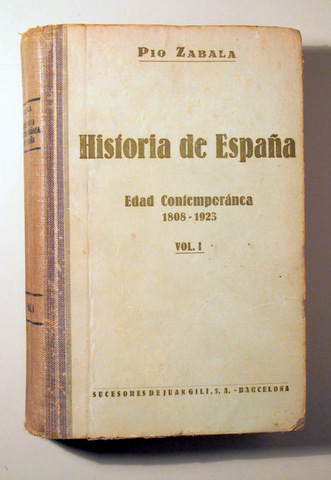 PIO ZABALA
Historia de España
Edad Contemporánea
1808-1923
VOL. I
SUCESORES DE JUAN GILI, S. A. - BARCELONA